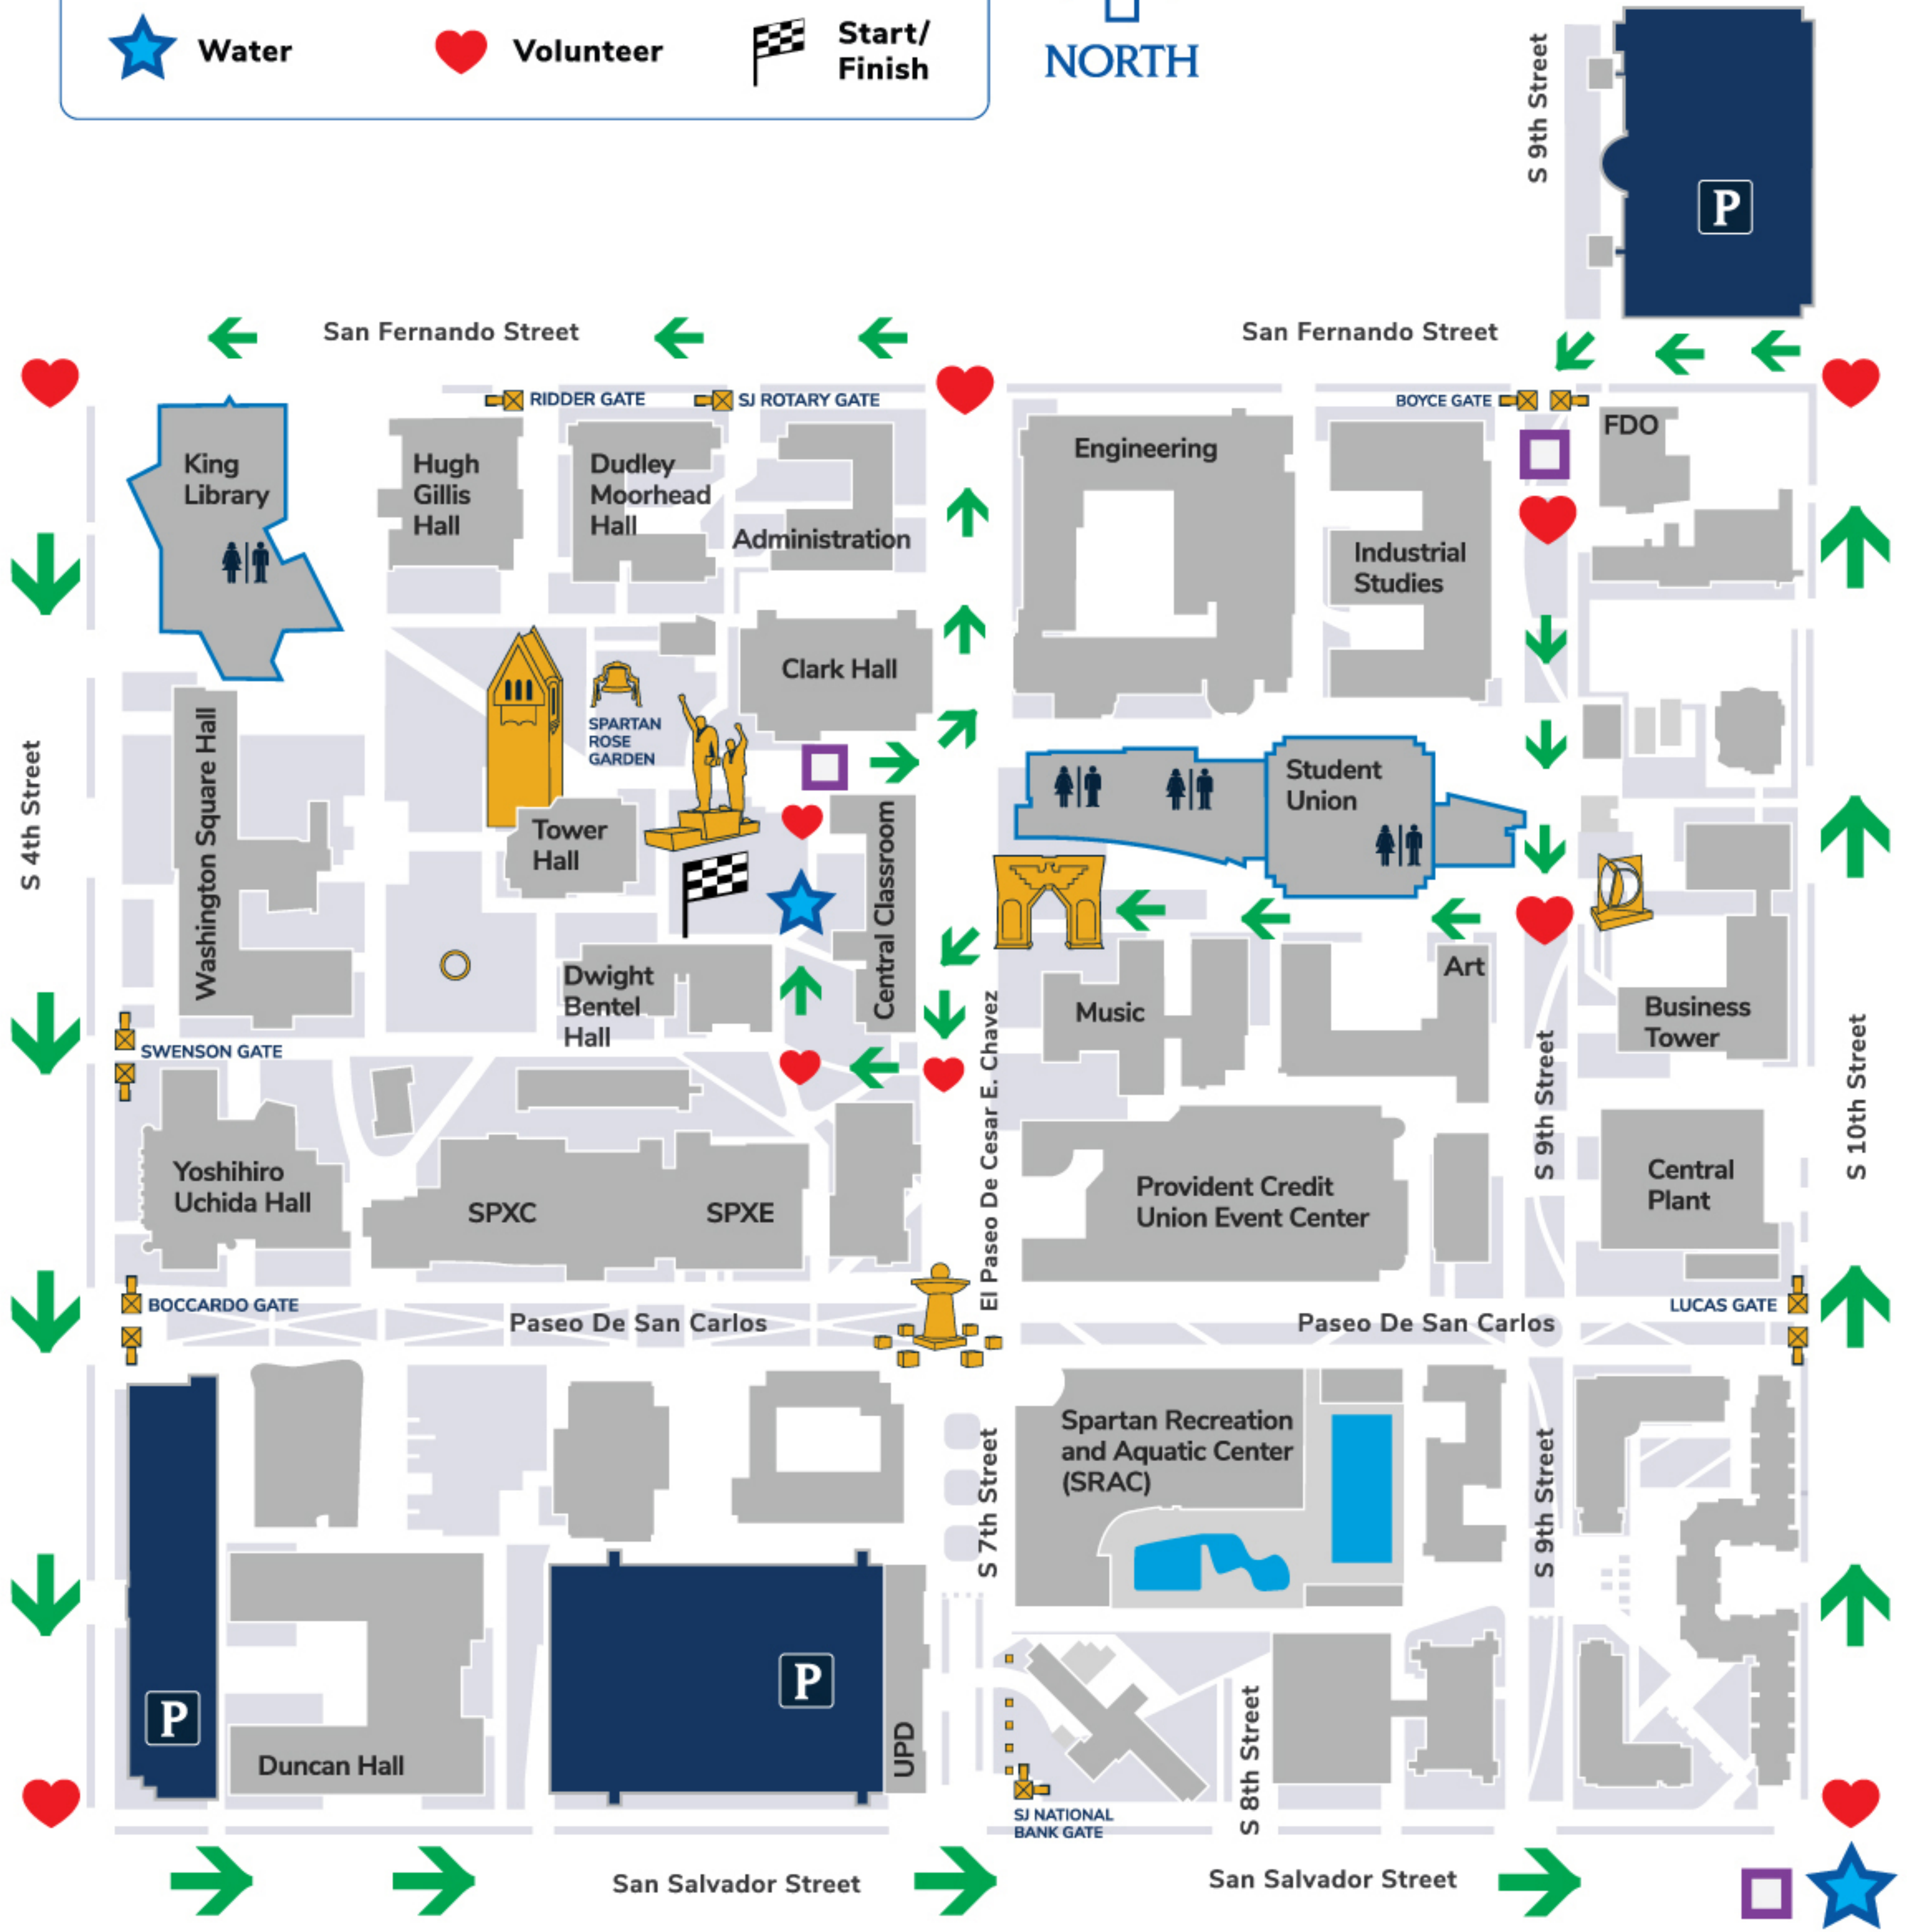 Water
Volunteer
Start/
Finish
NORTH
S 9th Street
P
San Fernando Street
San Fernando Street
RIDDER GATE
SJ ROTARY GATE
BOYCE GATE
FDO
King
Library
Hugh
Gillis
Hall
Dudley
Moorhead
Hall
Administration
Engineering
Industrial
Studies
Clark Hall
SPARTAN
ROSE
GARDEN
Washington Square Hall
S 4th Street
Tower
Hall
Central Classroom
Student
Union
Dwight
Bentel
Hall
Music
Art
Business
Tower
SWENSON GATE
El Paseo De Cesar E. Chavez
S 9th Street
S 10th Street
Yoshihiro
Uchida Hall
SPXC
SPXE
Provident Credit
Union Event Center
Central
Plant
BOCCARDO GATE
LUCAS GATE
Paseo De San Carlos
Paseo De San Carlos
Spartan Recreation
and Aquatic Center
(SRAC)
S 7th Street
S 9th Street
P
P
Duncan Hall
UPD
S 8th Street
SJ NATIONAL
BANK GATE
San Salvador Street
San Salvador Street